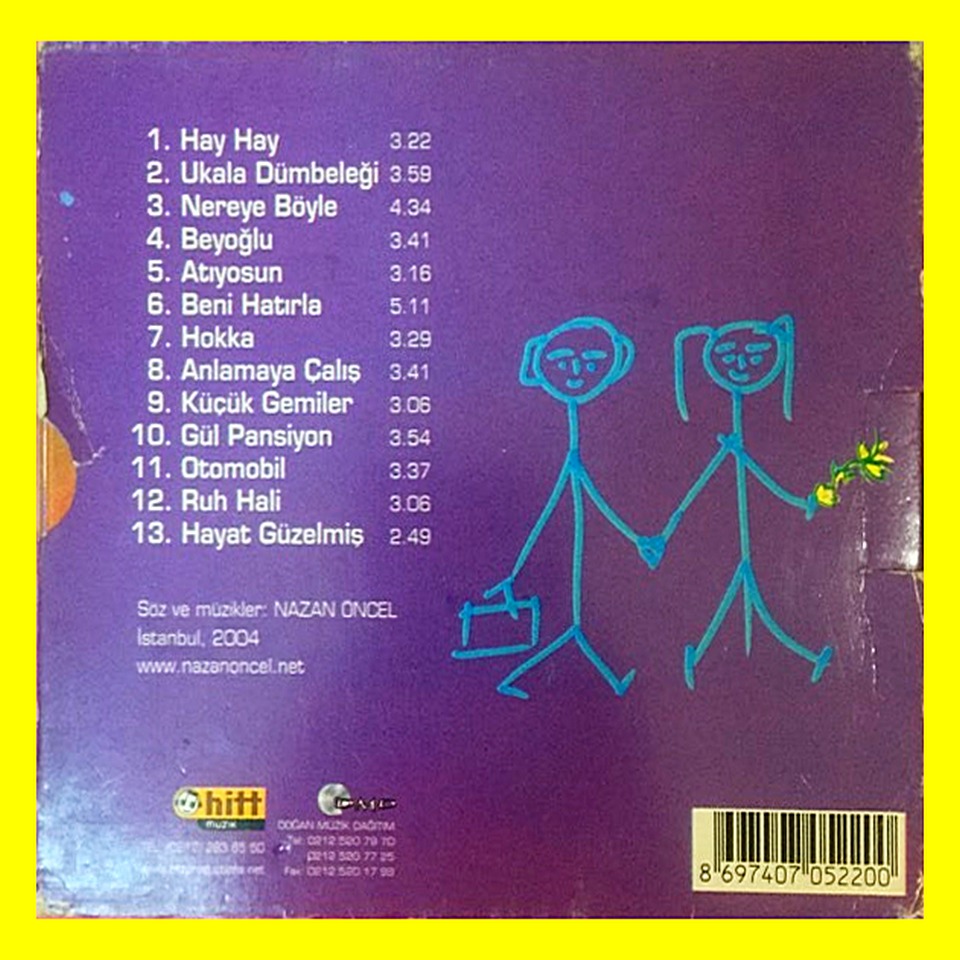 1. Hay Hay 3.22
2. Ukala Dümbeleği 3.59
3. Nereye Böyle 4.34
4. Beyoğlu 3.41
5. Atıyosun 3.16
6. Beni Hatırla 5.11
7. Hokka 3.29
8. Anlamaya Çalış 3.41
9. Küçük Gemiler 3.06
10. Gül Pansiyon 3.54
11. Otomobil 3.37
12. Ruh Hali 3.06
13. Hayat Güzelmiş 2.49
Söz ve müzikler: NAZAN ÖNCEL
İstanbul, 2004
www.nazanoncel.net
hitt
müzik
DMC
DOĞAN MÜZİK DAĞITIM
Tel: 0212 520 79 70
0212 520 77 25
Fax: 0212 520 17 93
8 697407 052200